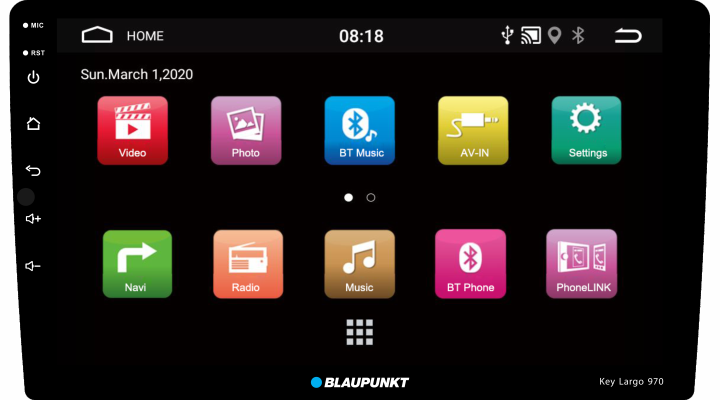 MIC
HOME
08:18
RST
Sun.March 1,2020
Video
Photo
BT Music
AV-IN
Settings
Navi
Radio
Music
BT Phone
PhoneLINK
BLAUPUNKT
Key Largo 970